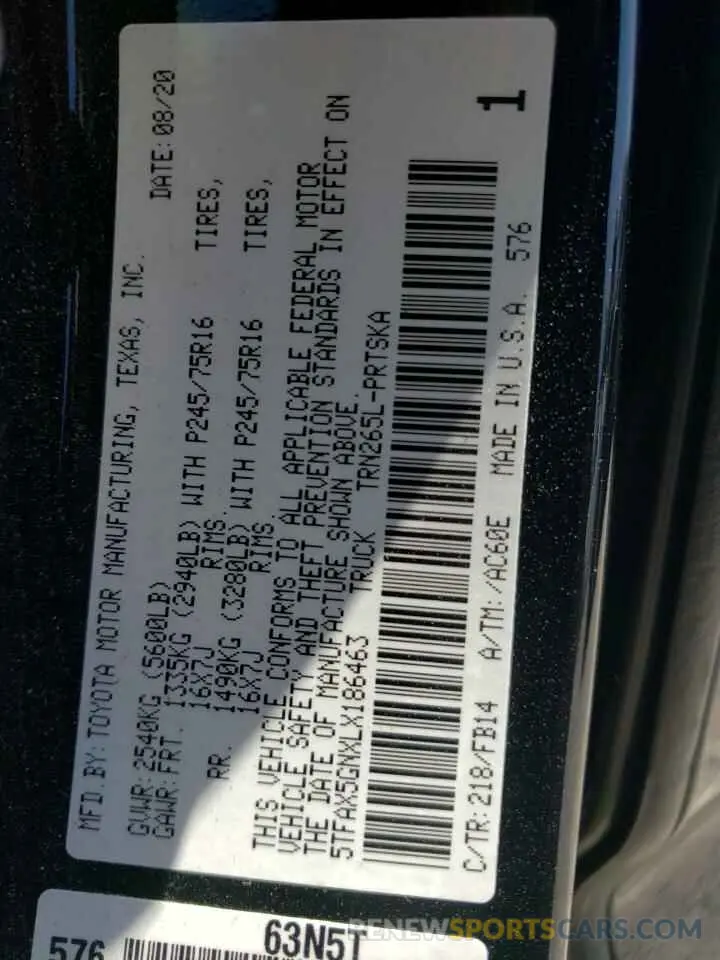 MFD.BY:TOYOTA MOTOR MANUFACTURING, TEXAS, INC.
GVWR:2540KG (5600LB) DATE:08/20
GAWR:FRT. 1335KG (2940LB) WITH P245/75R16 TIRES,
16X7J RIMS.
RR. 1490KG (3280LB) WITH P245/75R16 TIRES,
16X7J RIMS.
THIS VEHICLE CONFORMS TO ALL APPLICABLE FEDERAL MOTOR
VEHICLE SAFETY AND THEFT PREVENTION STANDARDS IN EFFECT ON
THE DATE OF MANUFACTURE SHOWN ABOVE.
5TFAX5GNXLX186463 TRUCK TRN265L-PRTSKA
1
C/TR:218/FB14 A/TM:/AC60E MADE IN U.S.A. 576
63N5T
576
RENEWSPORTSCARS.COM